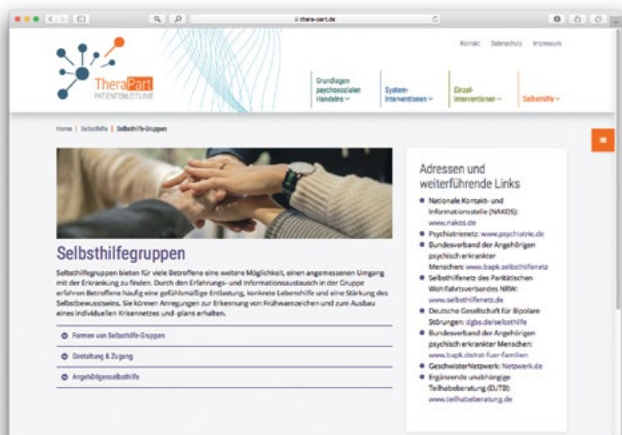 thera-part.de
Kontakt Datenschutz Impressum
TheraPart
PATIENTENLEITLINIE
Grundlagen
psychosozialen
Handelns
System-
Interventionen
Einzel-
interventionen
Selbsthilfe
Home | Selbsthilfe | Selbsthilfe-Gruppen
Selbsthilfegruppen
Selbsthilfegruppen bieten für viele Betroffene eine weitere Möglichkeit, einen angemessenen Umgang
mit der Erkrankung zu finden. Durch den Erfahrungs- und Informationsaustausch in der Gruppe
erfahren Betroffene häufig eine gefühlsmäßige Entlastung, konkrete Lebenshilfe und eine Stärkung des
Selbstbewusstseins. Sie können Anregungen zur Erkennung von Frühwarnzeichen und zum Ausbau
eines individuellen Krisennetzes und -plans erhalten.
Formen von Selbsthilfe-Gruppen
Gestaltung & Zugang
Angehörigenselbsthilfe
Adressen und
weiterführende Links
Nationale Kontakt- und
Informationsstelle (NAKOS):
www.nakos.de
Psychiatrienetz: www.psychiatrie.de
Bundesverband der Angehörigen
psychisch erkrankter
Menschen: www.bapk.selbsthilfenetz
Selbsthilfenetz des Paritätischen
Wohlfahrtsverbandes NRW:
www.selbsthilfenetz.de
Deutsche Gesellschaft für Bipolare
Störungen: dgbs.de/selbsthilfe
Bundesverband der Angehörigen
psychisch erkrankter Menschen:
www.bapk.de/rat-fuer-familien
GeschwisterNetzwerk: Netzwerk.de
Ergänzende unabhängige
Teilhabeberatung (EUTB):
www.teilhabeberatung.de